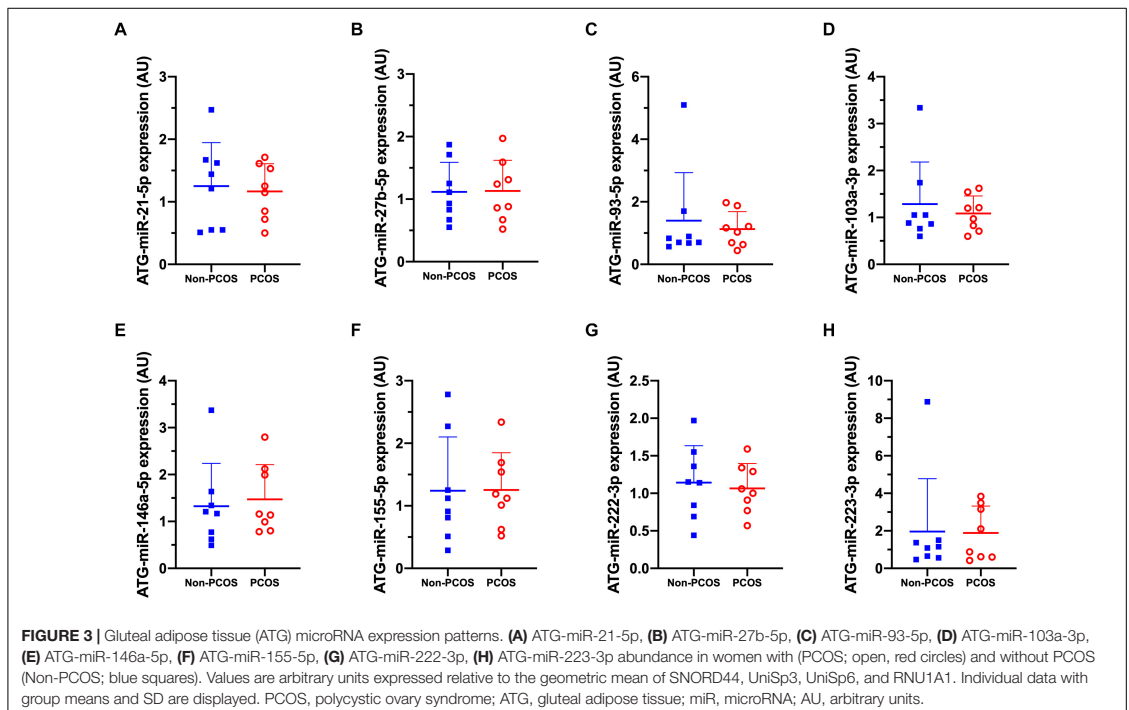 A
B
C
D
ATG-miR-21-5p expression (AU)
3
2
1
0
Non-PCOS PCOS
ATG-miR-27b-5p expression (AU)
3
2
1
0
Non-PCOS PCOS
ATG-miR-93-5p expression (AU)
6
4
2
0
Non-PCOS PCOS
ATG-miR-103a-3p expression (AU)
4
3
2
1
0
Non-PCOS PCOS
E
F
G
H
ATG-miR-146a-5p expression (AU)
4
3
2
1
0
Non-PCOS PCOS
ATG-miR-155-5p expression (AU)
3
2
1
0
Non-PCOS PCOS
ATG-miR-222-3p expression (AU)
2.5
2.0
1.5
1.0
0.5
0.0
Non-PCOS PCOS
ATG-miR-223-3p expression (AU)
10
8
6
4
2
0
Non-PCOS PCOS
FIGURE 3 | Gluteal adipose tissue (ATG) microRNA expression patterns. (A) ATG-miR-21-5p, (B) ATG-miR-27b-5p, (C) ATG-miR-93-5p, (D) ATG-miR-103a-3p,
(E) ATG-miR-146a-5p, (F) ATG-miR-155-5p, (G) ATG-miR-222-3p, (H) ATG-miR-223-3p abundance in women with (PCOS; open, red circles) and without PCOS
(Non-PCOS; blue squares). Values are arbitrary units expressed relative to the geometric mean of SNORD44, UniSp3, UniSp6, and RNU1A1. Individual data with
group means and SD are displayed. PCOS, polycystic ovary syndrome; ATG, gluteal adipose tissue; miR, microRNA; AU, arbitrary units.